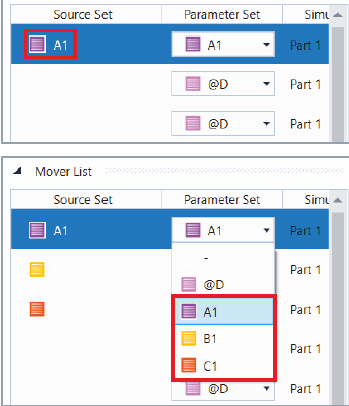 Source Set Parameter Set Simu
A1 A1 Part 1
@D Part 1
@D Part 1
Mover List
Source Set Parameter Set Simu
A1 A1 Part 1
-
Part 1
@D
A1 Part 1
B1
Part 1
C1
@D Part 1